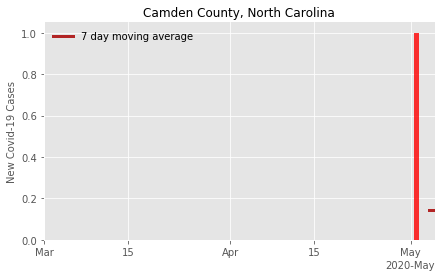 Camden County, North Carolina
7 day moving average
New Covid-19 Cases
1.0
0.8
0.6
0.4
0.2
0.0
Mar 15 Apr 15 May
2020-May